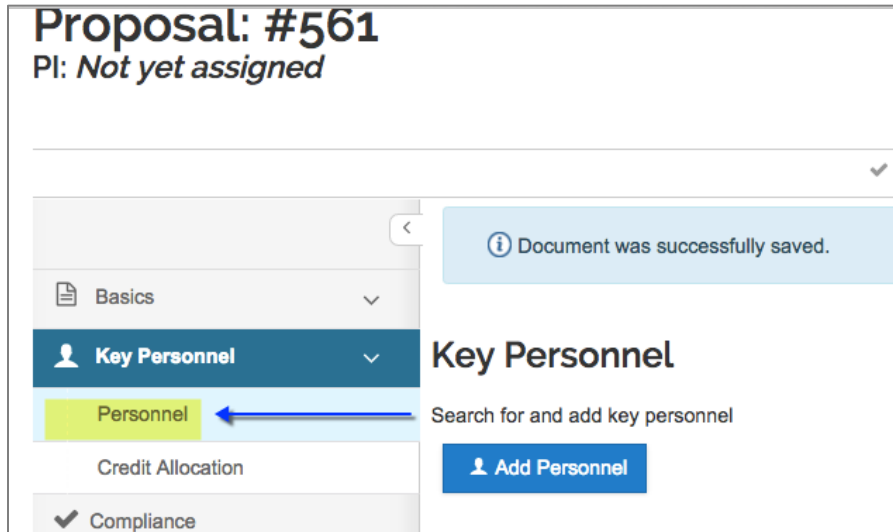 Proposal: #561
PI: Not yet assigned
Document was successfully saved.
Basics
Key Personnel
Personnel
Credit Allocation
Compliance
Key Personnel
Search for and add key personnel
Add Personnel